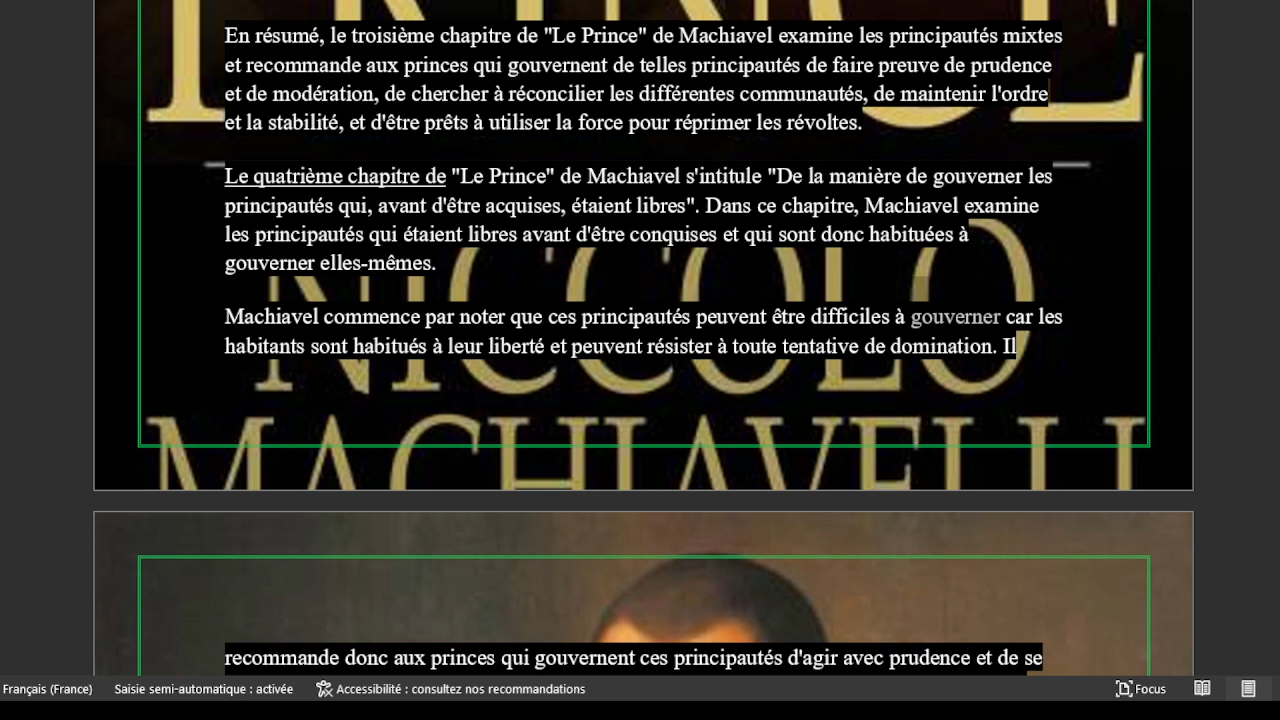 PRINCE
En résumé, le troisième chapitre de "Le Prince" de Machiavel examine les principautés mixtes
et recommande aux princes qui gouvernent de telles principautés de faire preuve de prudence
et de modération, de chercher à réconcilier les différentes communautés, de maintenir l'ordre
et la stabilité, et d'être prêts à utiliser la force pour réprimer les révoltes.
Le quatrième chapitre de "Le Prince" de Machiavel s'intitule "De la manière de gouverner les
principautés qui, avant d'être acquises, étaient libres". Dans ce chapitre, Machiavel examine
les principautés qui étaient libres avant d'être conquises et qui sont donc habituées à
gouverner elles-mêmes.
NICCOLO
Machiavel commence par noter que ces principautés peuvent être difficiles à gouverner car les
habitants sont habitués à leur liberté et peuvent résister à toute tentative de domination. Il
MACHIAVELLI
recommande donc aux princes qui gouvernent ces principautés d'agir avec prudence et de se
Français (France) Saisie semi-automatique : activée Accessibilité : consultez nos recommandations Focus